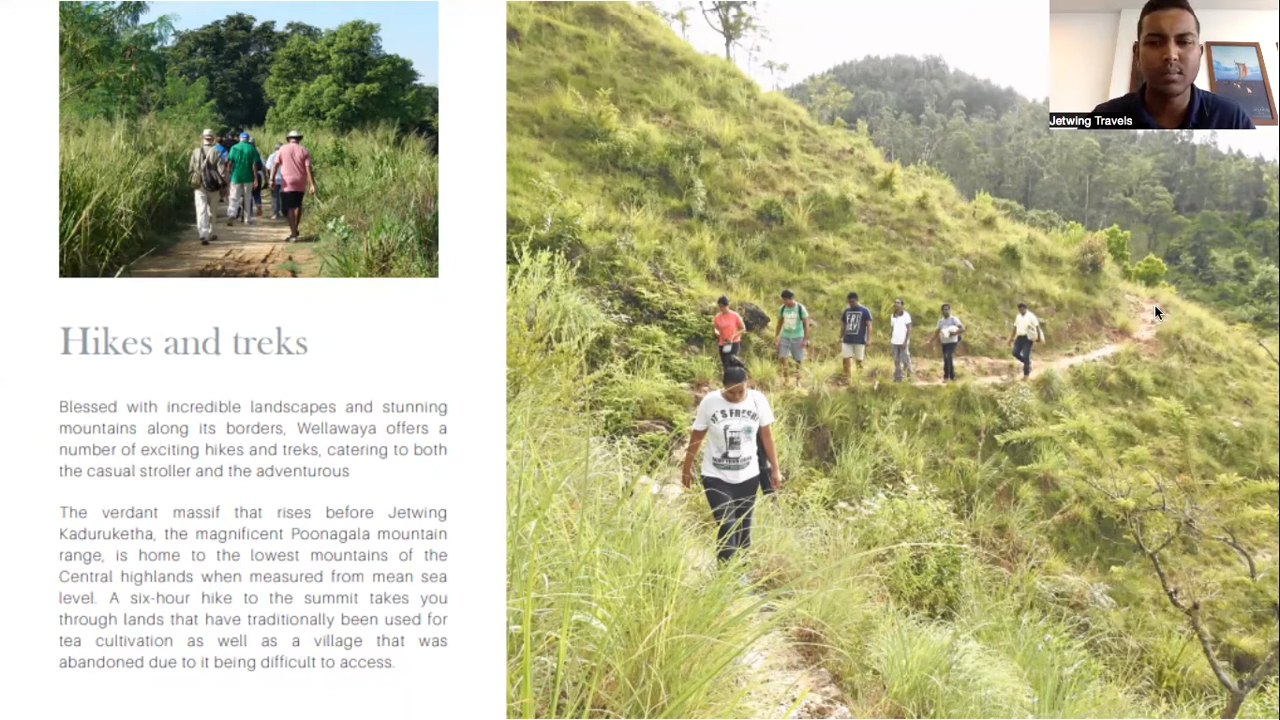 Jetwing Travels
Hikes and treks
Blessed with incredible landscapes and stunning
mountains along its borders, Wellawaya offers a
number of exciting hikes and treks, catering to both
the casual stroller and the adventurous
The verdant massif that rises before Jetwing
Kaduruketha, the magnificent Poonagala mountain
range, is home to the lowest mountains of the
Central highlands when measured from mean sea
level. A six-hour hike to the summit takes you
through lands that have traditionally been used for
tea cultivation as well as a village that was
abandoned due to it being difficult to access.
FRI
DAY
IT'S FRESH